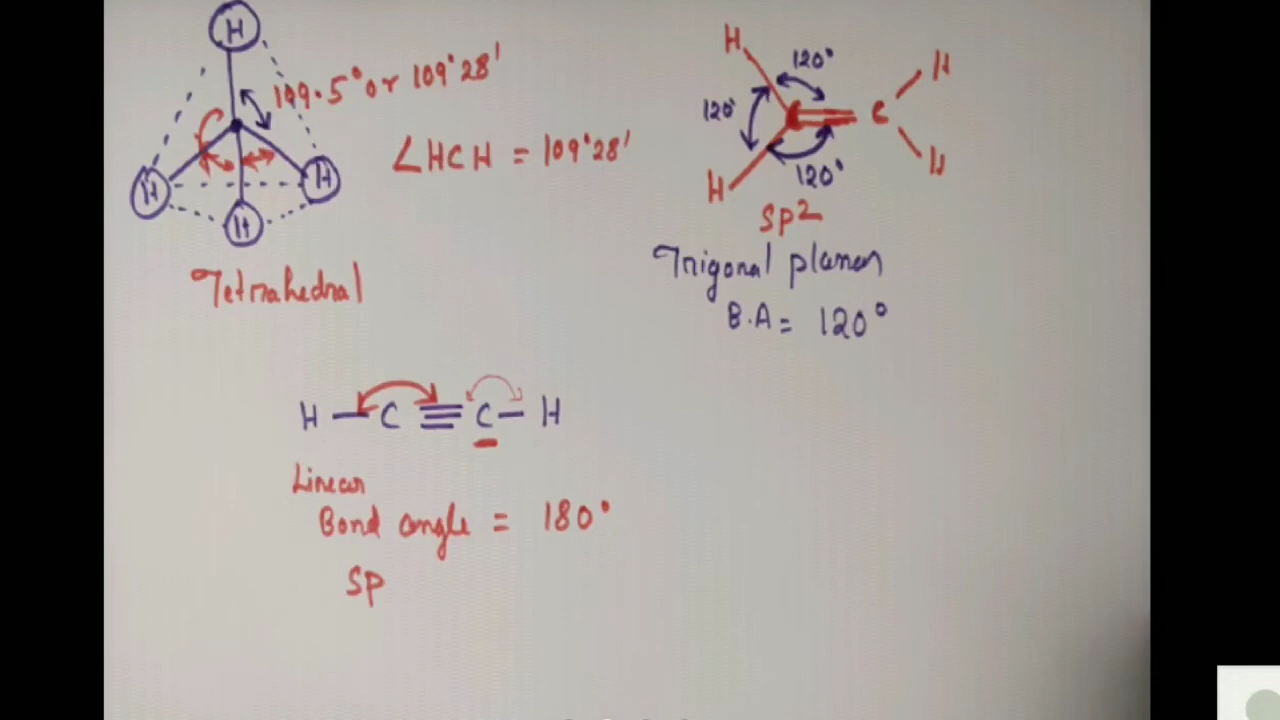 H
109.5° or 109°28'
∠HCH = 109°28'
H H
H
Tetrahedral
H 120° H
120° C = C
120°
H H
sp²
Trigonal planar
B.A = 120°
H — C ≡ C — H
Linear
Bond angle = 180°
SP